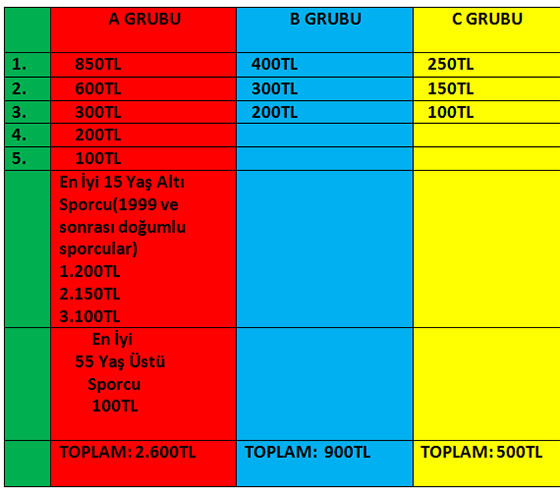 A GRUBU B GRUBU C GRUBU
1. 850TL 400TL 250TL
2. 600TL 300TL 150TL
3. 300TL 200TL 100TL
4. 200TL
5. 100TL
En İyi 15 Yaş Altı
Sporcu(1999 ve
sonrası doğumlu
sporcular)
1.200TL
2.150TL
3.100TL
En İyi
55 Yaş Üstü
Sporcu
100TL
TOPLAM: 2.600TL TOPLAM: 900TL TOPLAM: 500TL